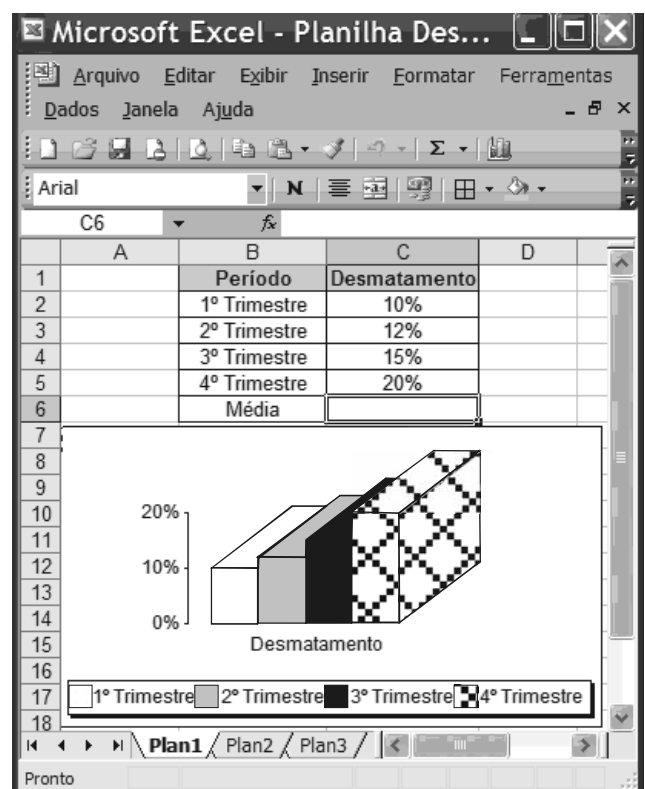 Microsoft Excel - Planilha Des...
Arquivo Editar Exibir Inserir Formatar Ferramentas
Dados Janela Ajuda
Σ
Arial N
C6 fx
A B C D
1 Período Desmatamento
2 1º Trimestre 10%
3 2º Trimestre 12%
4 3º Trimestre 15%
5 4º Trimestre 20%
6 Média
7
8
9
10 20%
11
12 10%
13
14 0%
15 Desmatamento
16
17 1º Trimestre 2º Trimestre 3º Trimestre 4º Trimestre
18
Plan1 Plan2 Plan3
Pronto